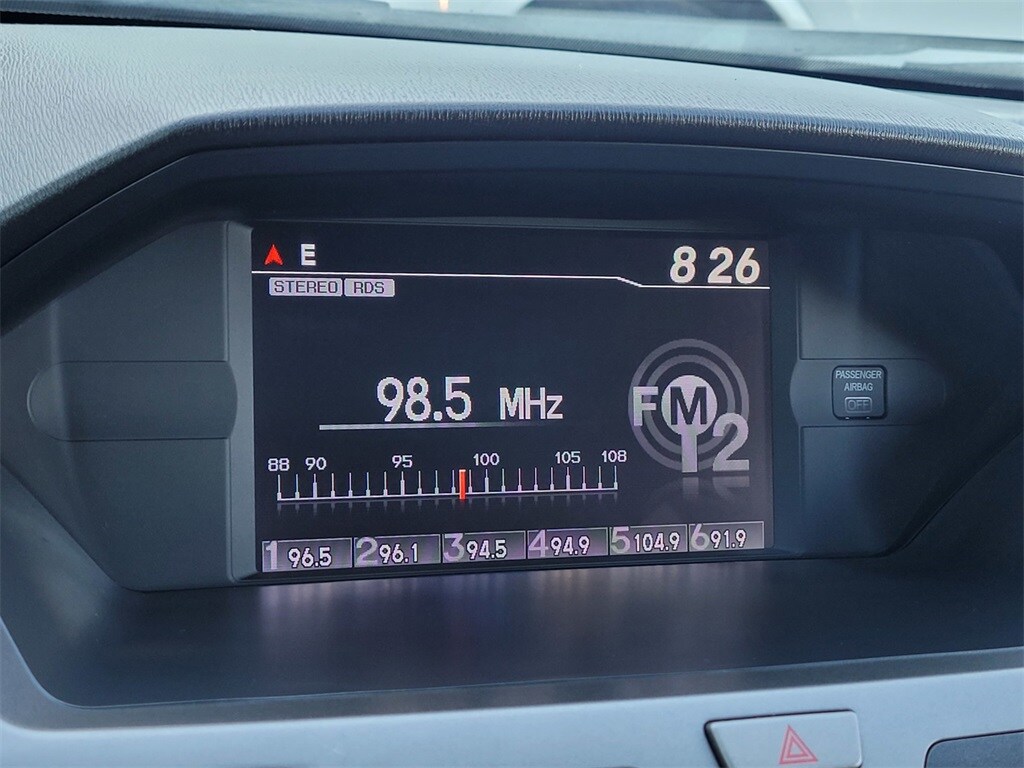 E 8 26
STEREO RDS
98.5 MHz
FM 2
PASSENGER
AIRBAG
OFF
88 90 95 100 105 108
1 96.5 2 96.1 3 94.5 4 94.9 5 104.9 6 91.9